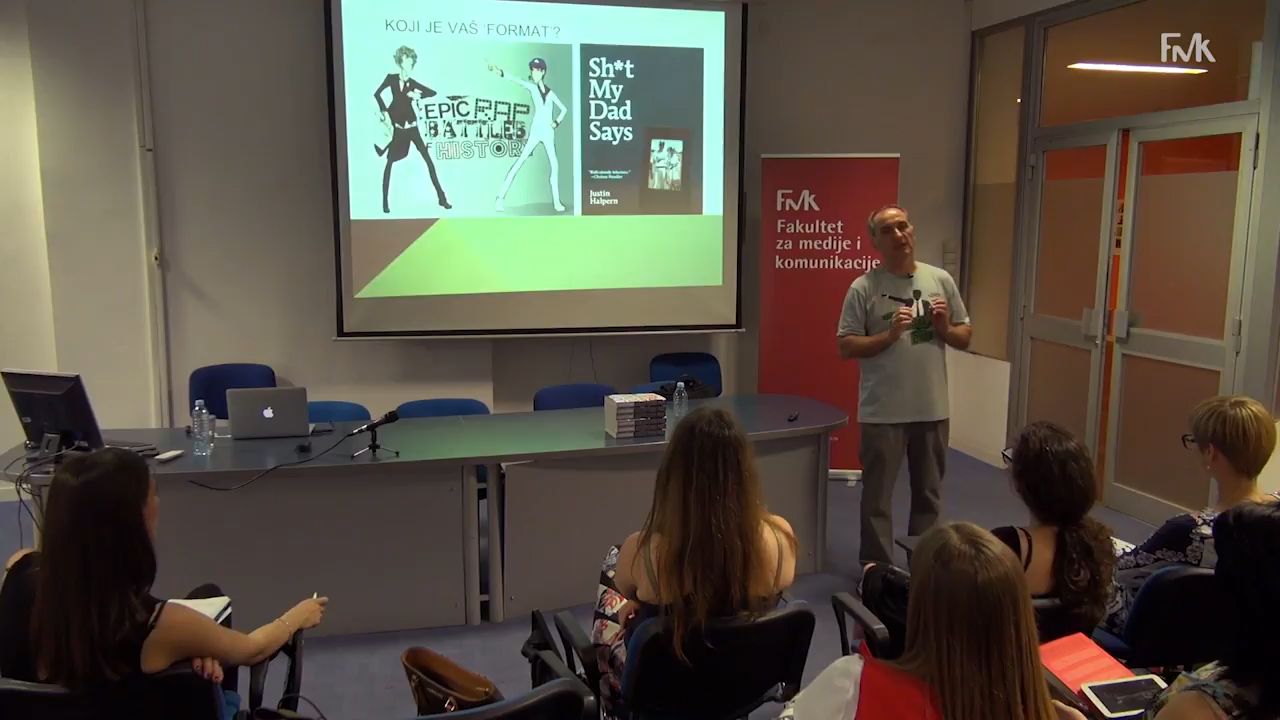 KOJI JE VAŠ 'FORMAT'?
EPIC RAP
BATTLES
OF HISTORY
Sh*t
My
Dad
Says
Justin
Halpern
FMK
FMK
Fakultet
za medije i
komunikacije